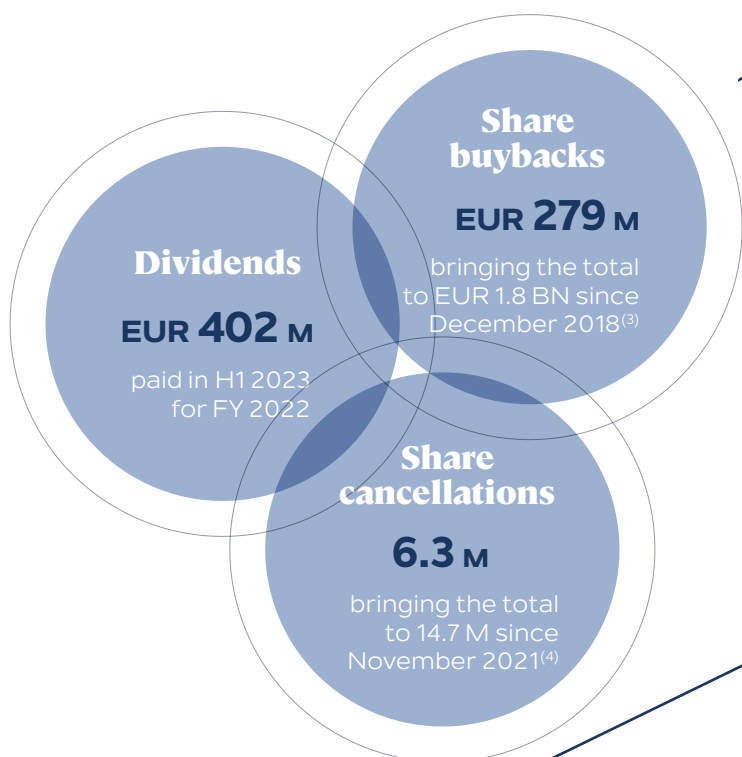 Share
buybacks
EUR 279 M
bringing the total
to EUR 1.8 BN since
December 2018(3)
Dividends
EUR 402 M
paid in H1 2023
for FY 2022
Share
cancellations
6.3 M
bringing the total
to 14.7 M since
November 2021(4)